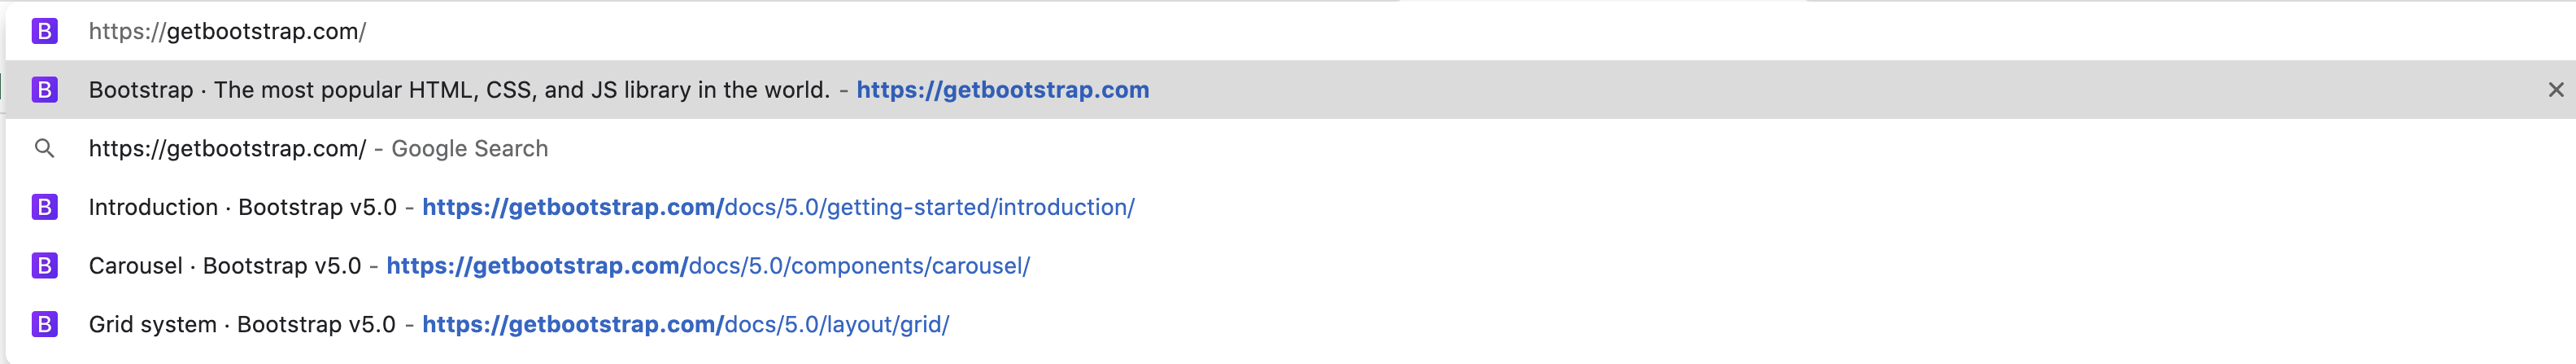 B https://getbootstrap.com/
B Bootstrap · The most popular HTML, CSS, and JS library in the world. - https://getbootstrap.com
https://getbootstrap.com/ - Google Search
B Introduction · Bootstrap v5.0 - https://getbootstrap.com/docs/5.0/getting-started/introduction/
B Carousel · Bootstrap v5.0 - https://getbootstrap.com/docs/5.0/components/carousel/
B Grid system · Bootstrap v5.0 - https://getbootstrap.com/docs/5.0/layout/grid/